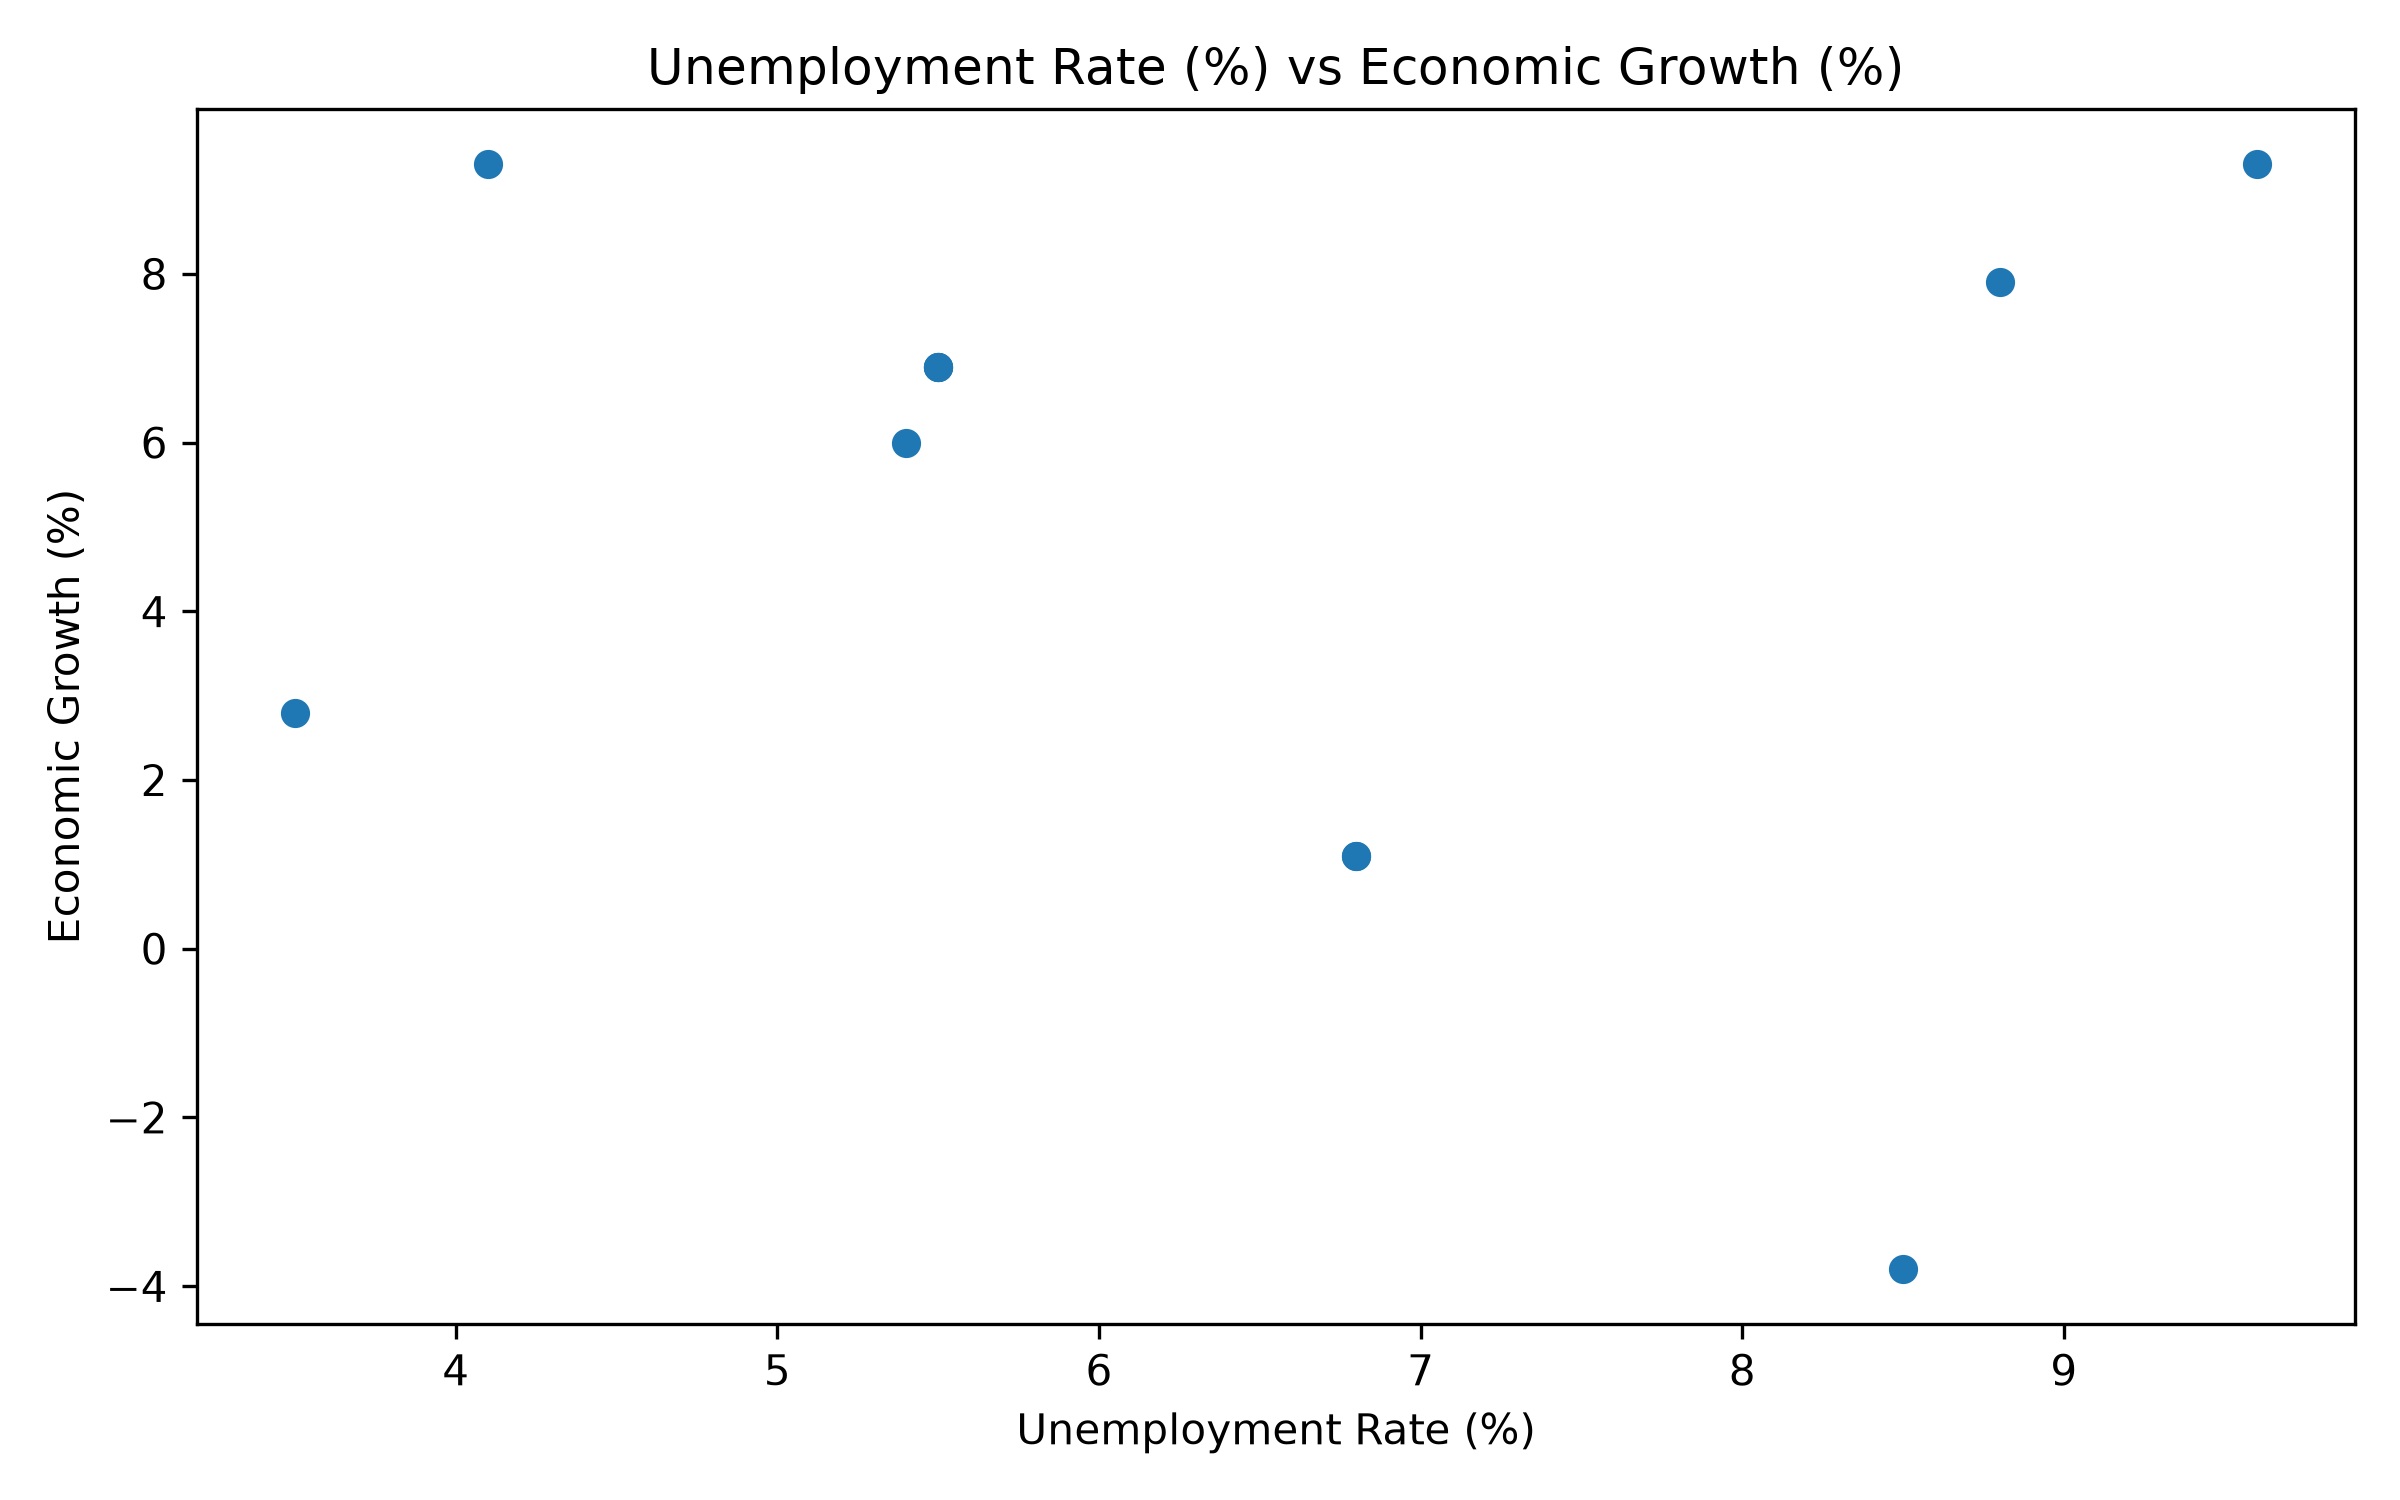 Unemployment Rate (%) vs Economic Growth (%)
Economic Growth (%)
8
6
4
2
0
−2
−4
4 5 6 7 8 9
Unemployment Rate (%)